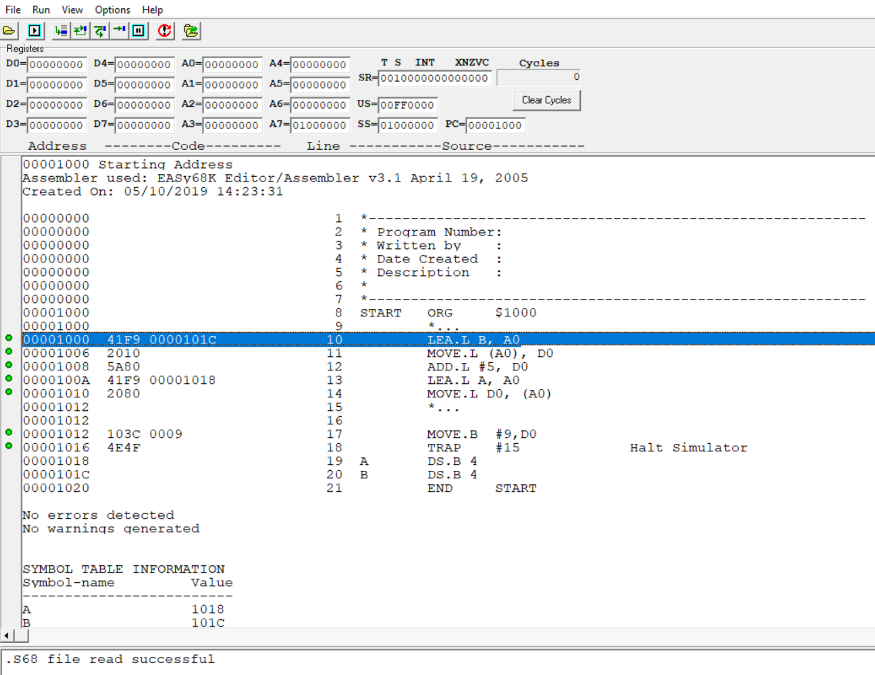 File Run View Options Help
Registers
D0= 00000000 D4= 00000000 A0= 00000000 A4= 00000000 T S INT XNZVC Cycles
D1= 00000000 D5= 00000000 A1= 00000000 A5= 00000000 SR= 0010000000000000 0
D2= 00000000 D6= 00000000 A2= 00000000 A6= 00000000 US= 00FF0000 Clear Cycles
D3= 00000000 D7= 00000000 A3= 00000000 A7= 01000000 SS= 01000000 PC= 00001000
Address --------Code--------- Line -----------Source-----------
00001000 Starting Address
Assembler used: EASy68K Editor/Assembler v3.1 April 19, 2005
Created On: 05/10/2019 14:23:31
00000000 1 *-----------------------------------------------------------
00000000 2 * Program Number:
00000000 3 * Written by :
00000000 4 * Date Created :
00000000 5 * Description :
00000000 6 *
00000000 7 *-----------------------------------------------------------
00001000 8 START ORG $1000
00001000 9 *...
00001000 41F9 0000101C 10 LEA.L B, A0
00001006 2010 11 MOVE.L (A0), D0
00001008 5A80 12 ADD.L #5, D0
0000100A 41F9 00001018 13 LEA.L A, A0
00001010 2080 14 MOVE.L D0, (A0)
00001012 15 *...
00001012 16
00001012 103C 0009 17 MOVE.B #9,D0
00001016 4E4F 18 TRAP #15 Halt Simulator
00001018 19 A DS.B 4
0000101C 20 B DS.B 4
00001020 21 END START
No errors detected
No warnings generated
SYMBOL TABLE INFORMATION
Symbol-name Value
-------------------------
A 1018
B 101C
.S68 file read successful